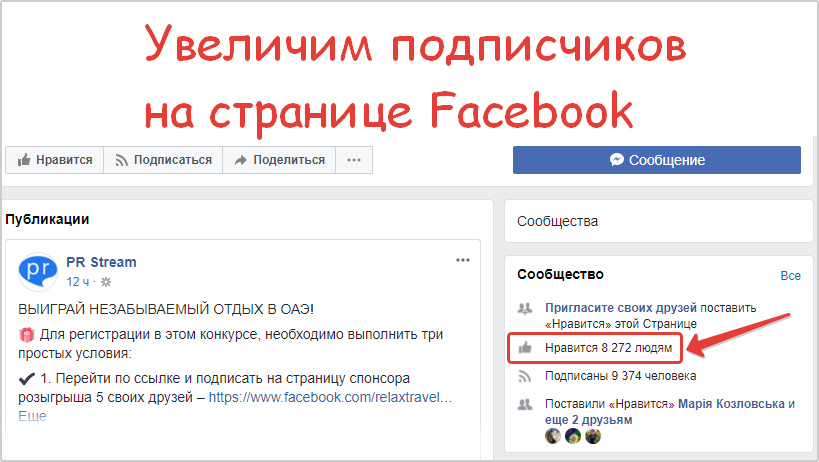 Увеличим подписчиков
на странице Facebook
Нравится
Подписаться
Поделиться
Сообщение
Публикации
pr
PR Stream
12 ч ·
ВЫИГРАЙ НЕЗАБЫВАЕМЫЙ ОТДЫХ В ОАЭ!
🎁 Для регистрации в этом конкурсе, необходимо выполнить три
простых условия:
✔ 1. Перейти по ссылке и подписать на страницу спонсора
розыгрыша 5 своих друзей – https://www.facebook.com/relaxtravel...
Еще
Сообщества
Сообщество
Все
Пригласите своих друзей поставить
«Нравится» этой Странице
Нравится 8 272 людям
Подписаны 9 374 человека
Поставили «Нравится» Марія Козловська и
еще 2 друзьям